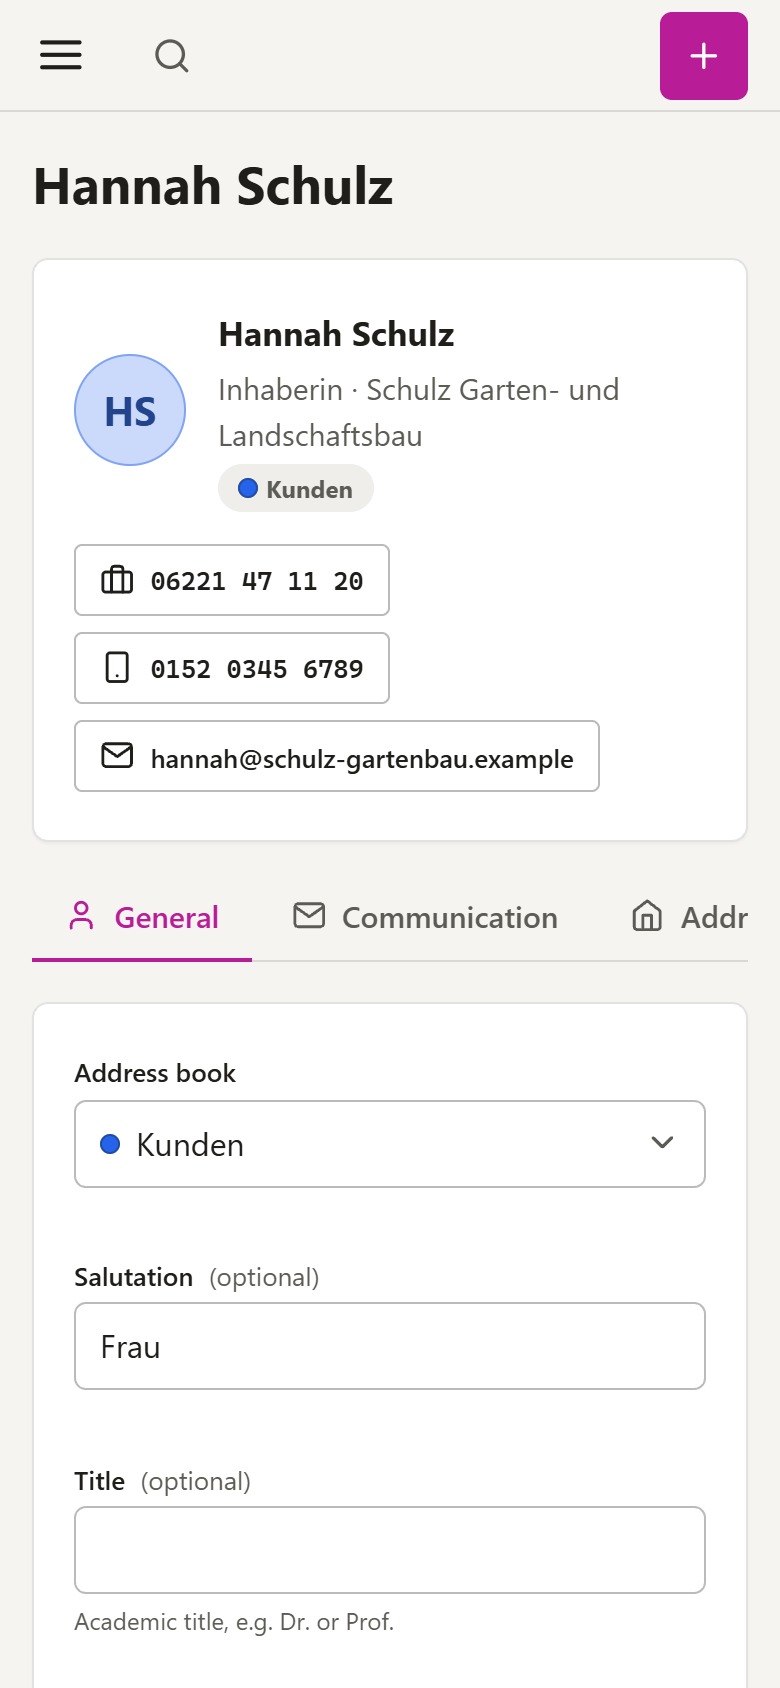 Hannah Schulz
HS
Hannah Schulz
Inhaberin · Schulz Garten- und
Landschaftsbau
Kunden
06221 47 11 20
0152 0345 6789
hannah@schulz-gartenbau.example
General
Communication
Addr
Address book
Kunden
Salutation (optional)
Frau
Title (optional)
Academic title, e.g. Dr. or Prof.